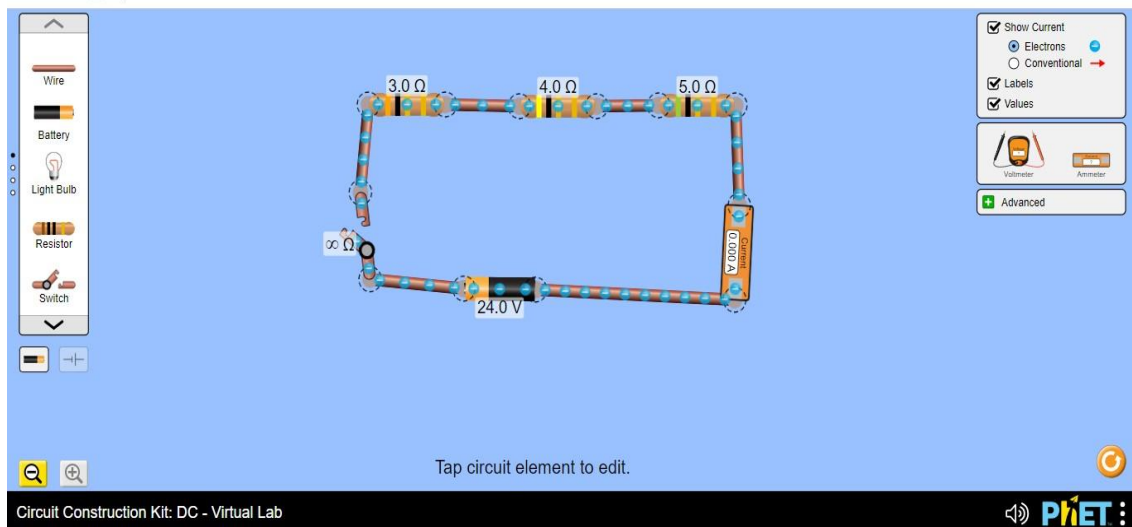 Wire
Battery
Light Bulb
Resistor
Switch
3.0 Ω
4.0 Ω
5.0 Ω
∞ Ω
24.0 V
Current
0.000 A
Show Current
Electrons
Conventional
Labels
Values
Voltmeter
Ammeter
Advanced
Tap circuit element to edit.
Circuit Construction Kit: DC - Virtual Lab
PhET